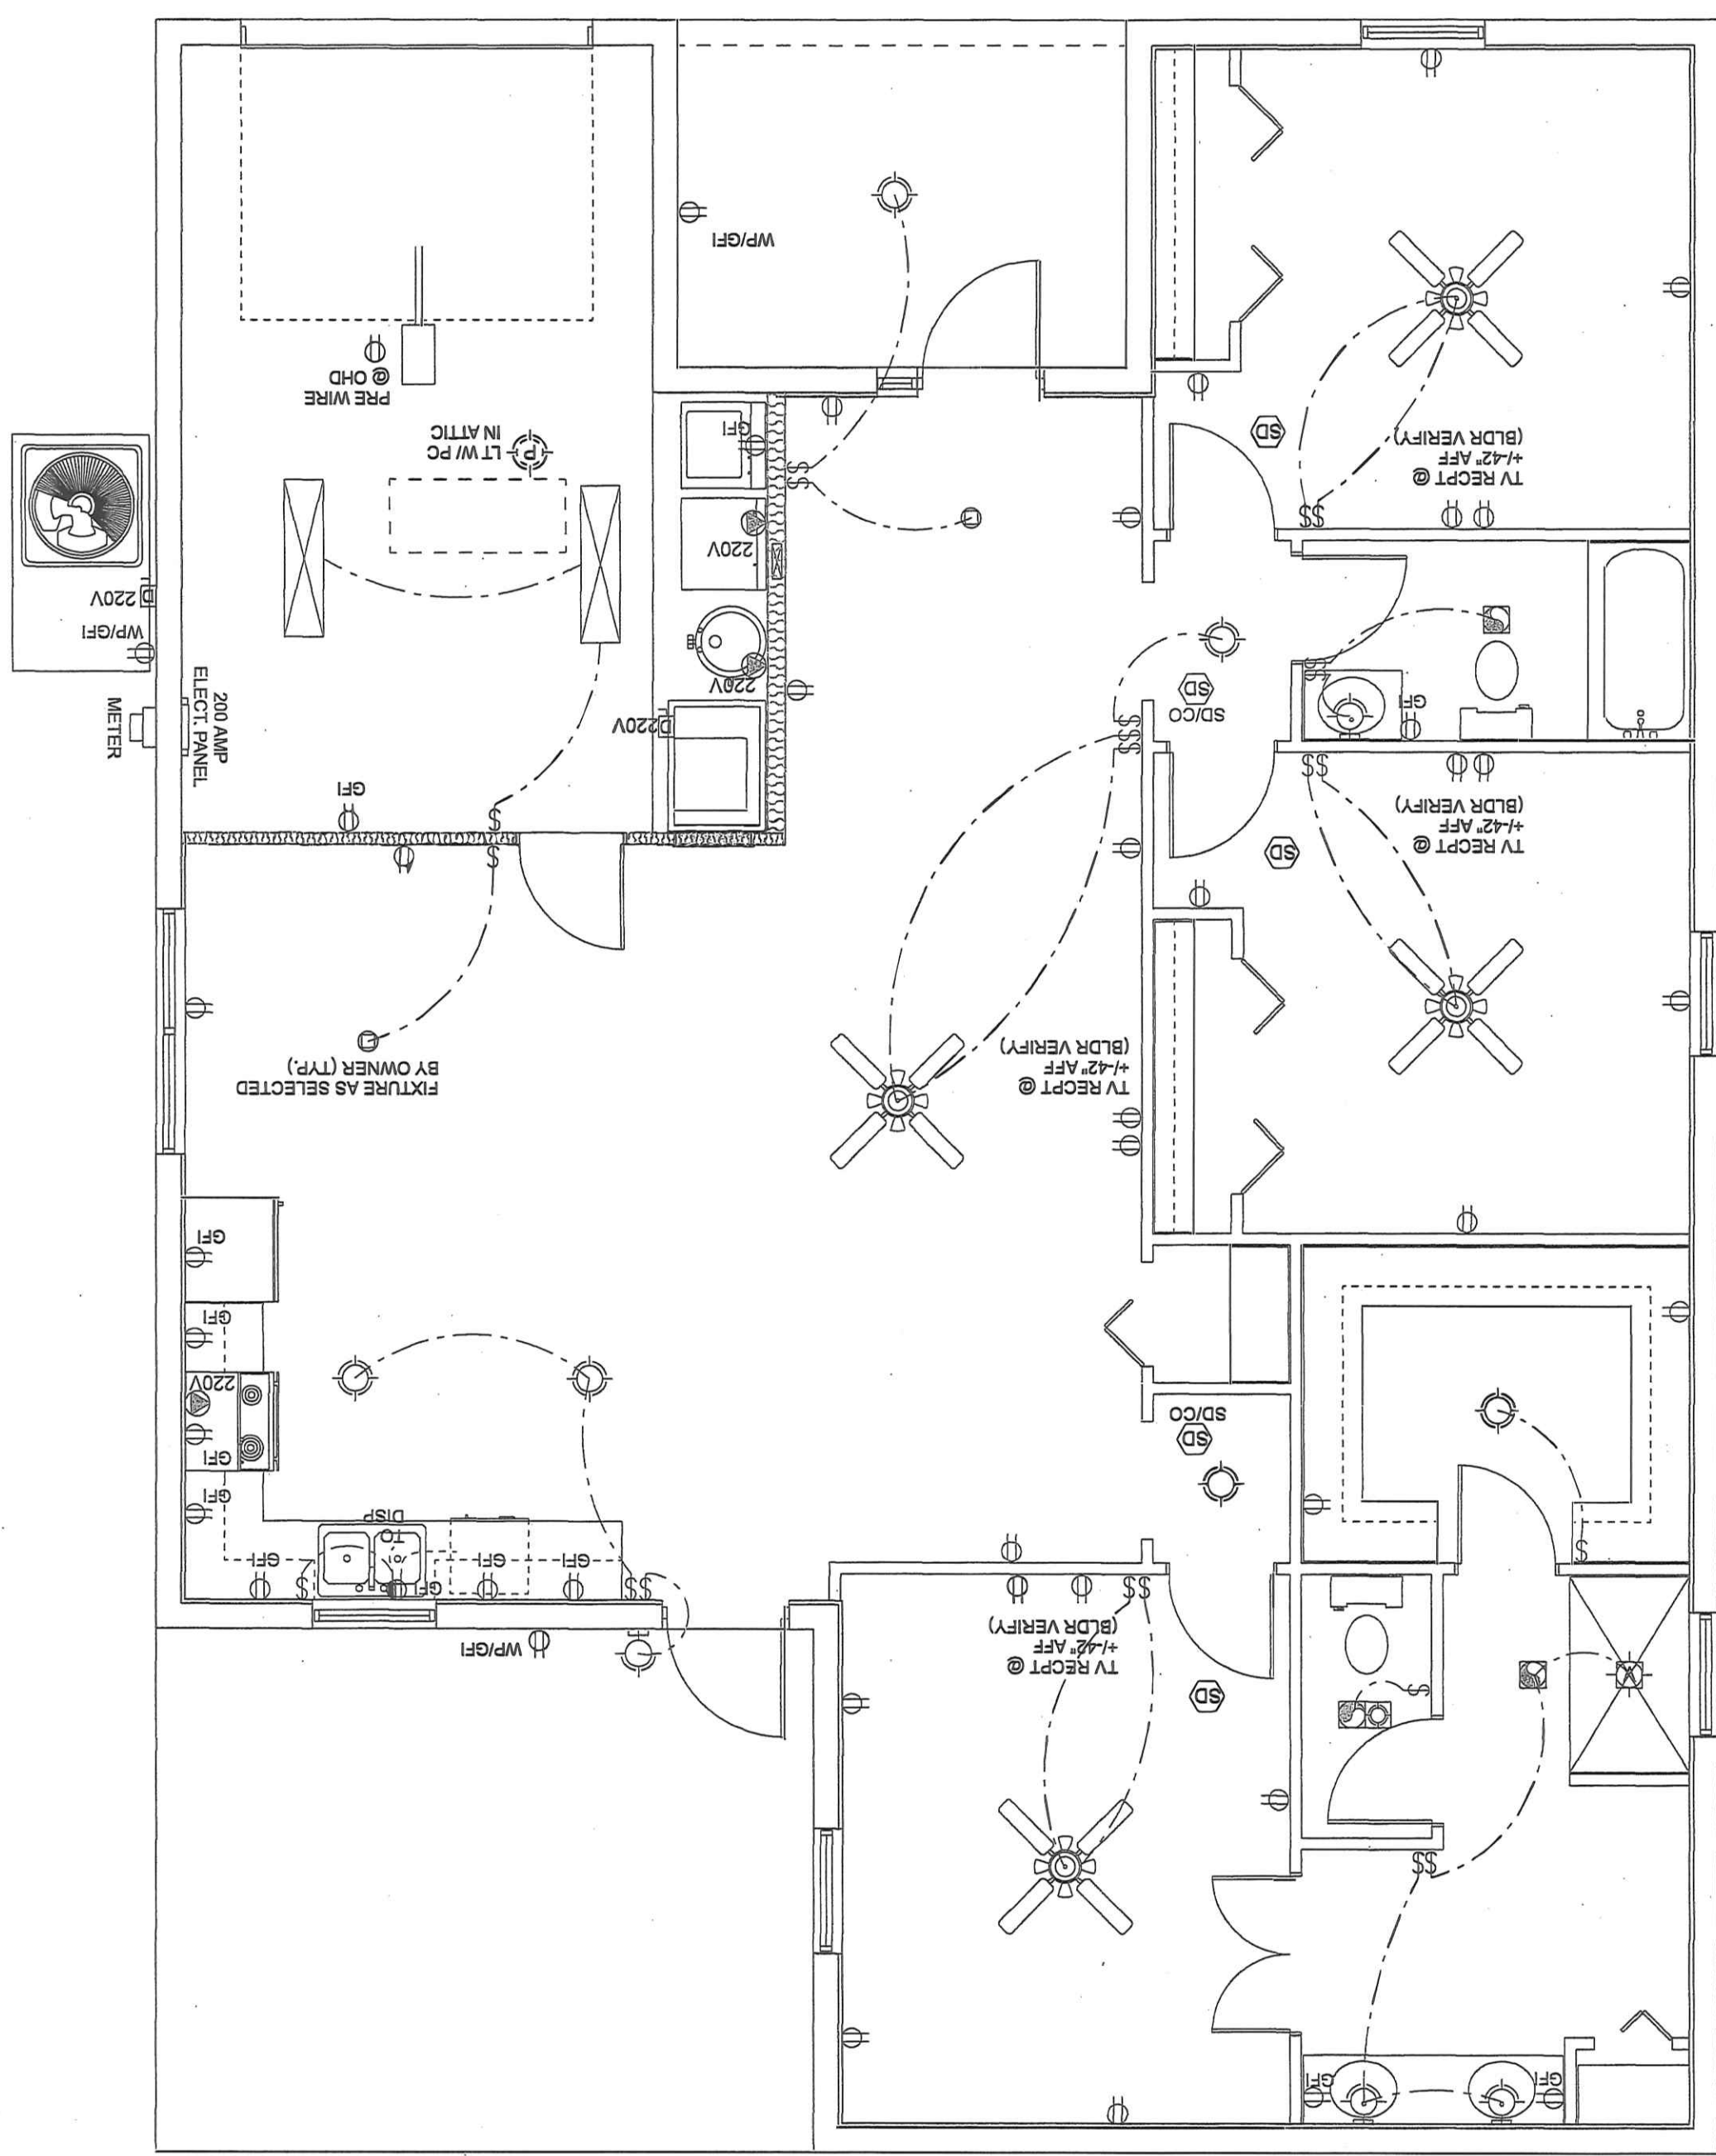 WP/GFI
PRE WIRE
@ OHD
LT W/ PC
IN ATTIC
P
GFI
SD
TV RECPT @
+/-42" AFF
(BLDR VERIFY)
220V
D
220V
WP/GFI
200 AMP
ELECT. PANEL
METER
220V
D
220V
SD
SD/CO
GFI
GFI
SD
TV RECPT @
+/-42" AFF
(BLDR VERIFY)
FIXTURE AS SELECTED
BY OWNER (TYP.)
TV RECPT @
+/-42" AFF
(BLDR VERIFY)
GFI
GFI
220V
GFI
GFI
SD/CO
SD
TO
DISP
GFI
GFI
GFI
GFI
WP/GFI
TV RECPT @
+/-42" AFF
(BLDR VERIFY)
SD
GFI
GFI